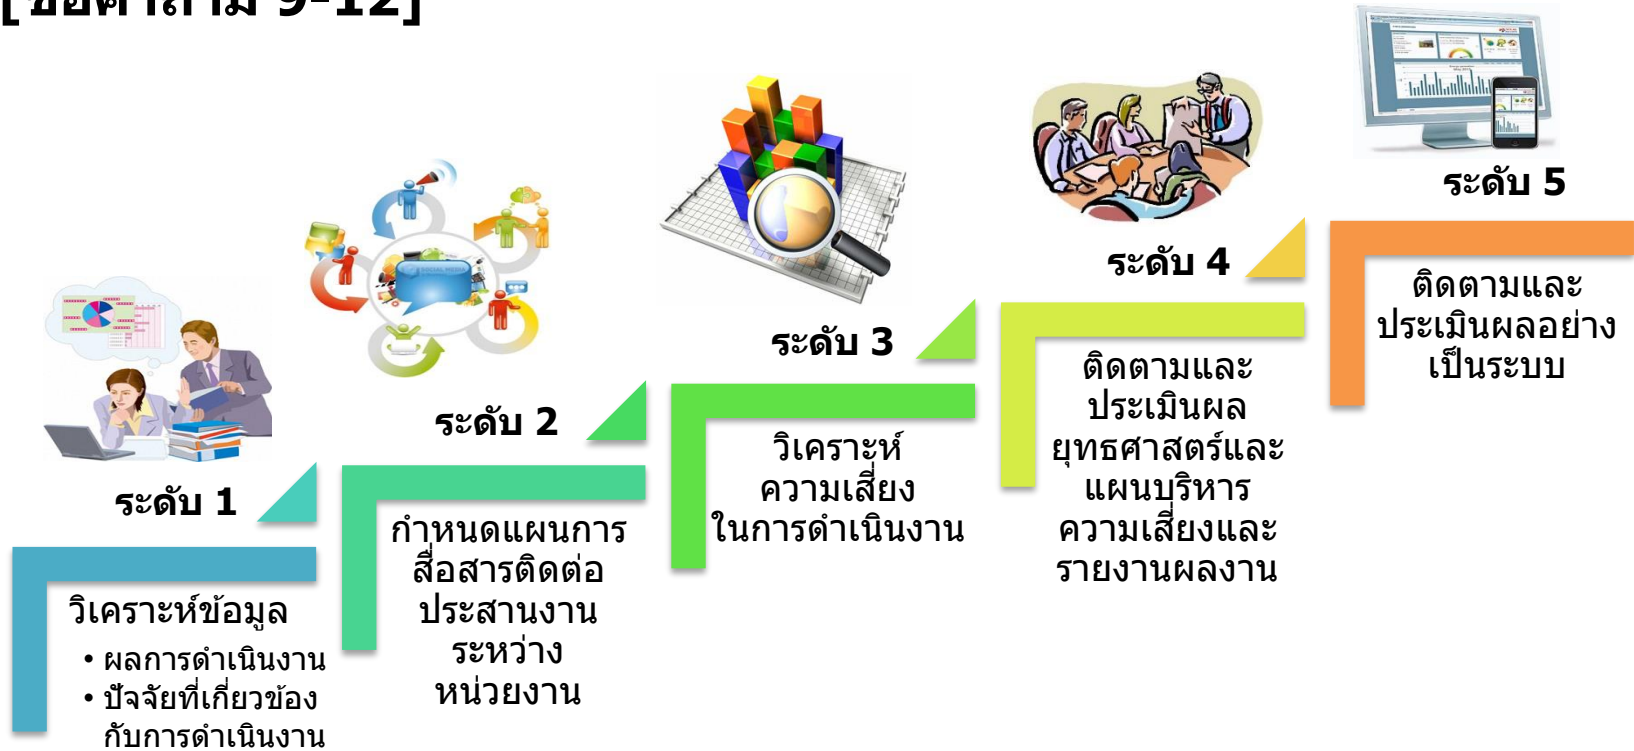 [ข้อคำถาม 9-12]
ระดับ 1
วิเคราะห์ข้อมูล
• ผลการดำเนินงาน
• ปัจจัยที่เกี่ยวข้อง
กับการดำเนินงาน
ระดับ 2
กำหนดแผนการ
สื่อสารติดต่อ
ประสานงาน
ระหว่าง
หน่วยงาน
SOCIAL MEDIA
ระดับ 3
วิเคราะห์
ความเสี่ยง
ในการดำเนินงาน
ระดับ 4
ติดตามและ
ประเมินผล
ยุทธศาสตร์และ
แผนบริหาร
ความเสี่ยงและ
รายงานผลงาน
ระดับ 5
ติดตามและ
ประเมินผลอย่าง
เป็นระบบ